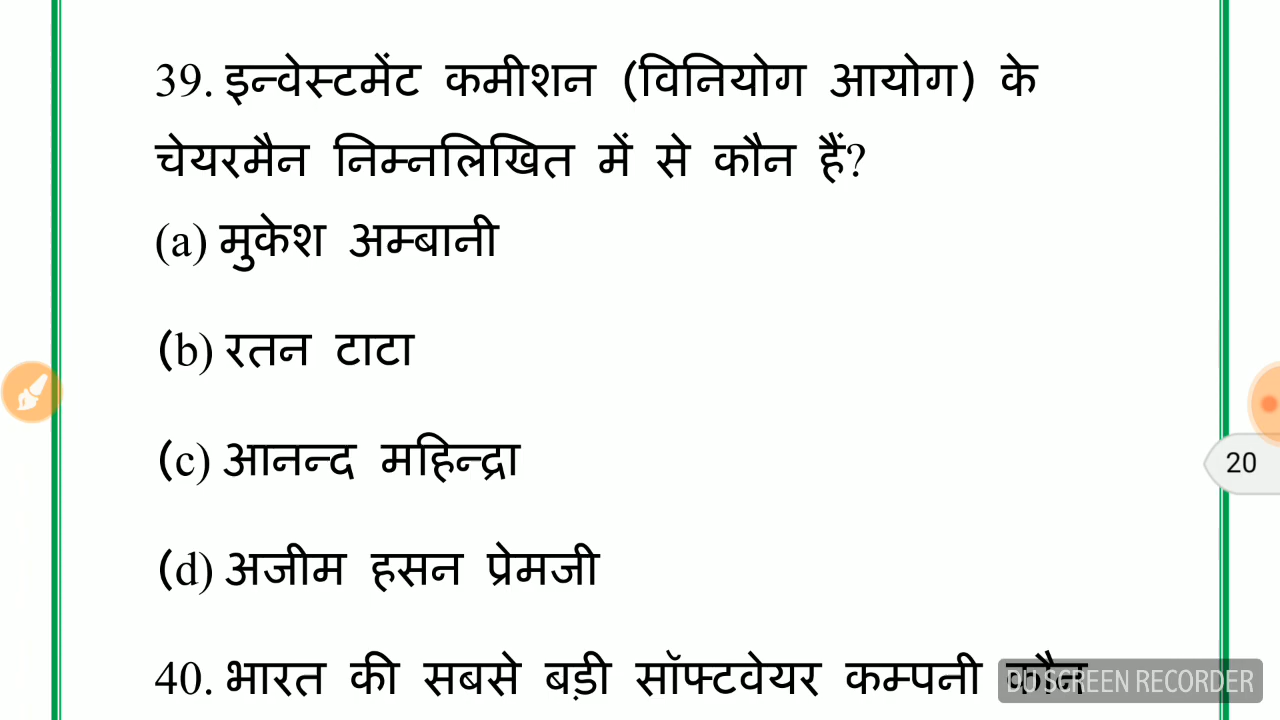 39. इन्वेस्टमेंट कमीशन (विनियोग आयोग) के
चेयरमैन निम्नलिखित में से कौन हैं?
(a) मुकेश अम्बानी
(b) रतन टाटा
(c) आनन्द महिन्द्रा
20
(d) अजीम हसन प्रेमजी
40. भारत की सबसे बड़ी सॉफ्टवेयर कम्पनी कौन
DU SCREEN RECORDER